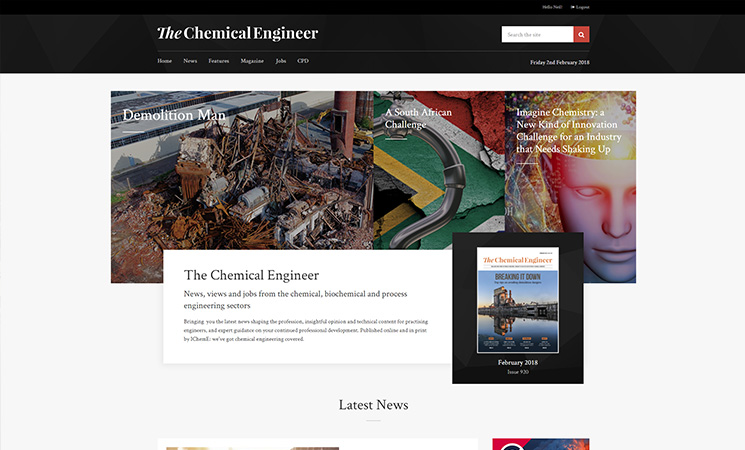 Hello Neil!
Logout
The Chemical Engineer
Search the site
Home News Features Magazine Jobs CPD
Friday 2nd February 2018
Demolition Man
A South African
Challenge
Imagine Chemistry: a
New Kind of Innovation
Challenge for an Industry
that Needs Shaking Up
The Chemical Engineer
News, views and jobs from the chemical, biochemical and process
engineering sectors
Bringing you the latest news shaping the profession, insightful opinion and technical content for practising
engineers, and expert guidance on your continued professional development. Published online and in print
by IChemE: we've got chemical engineering covered.
The Chemical Engineer
BREAKING IT DOWN
February 2018
Issue 920
Latest News